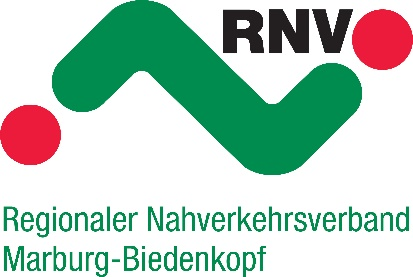 RNV
Regionaler Nahverkehrsverband
Marburg-Biedenkopf